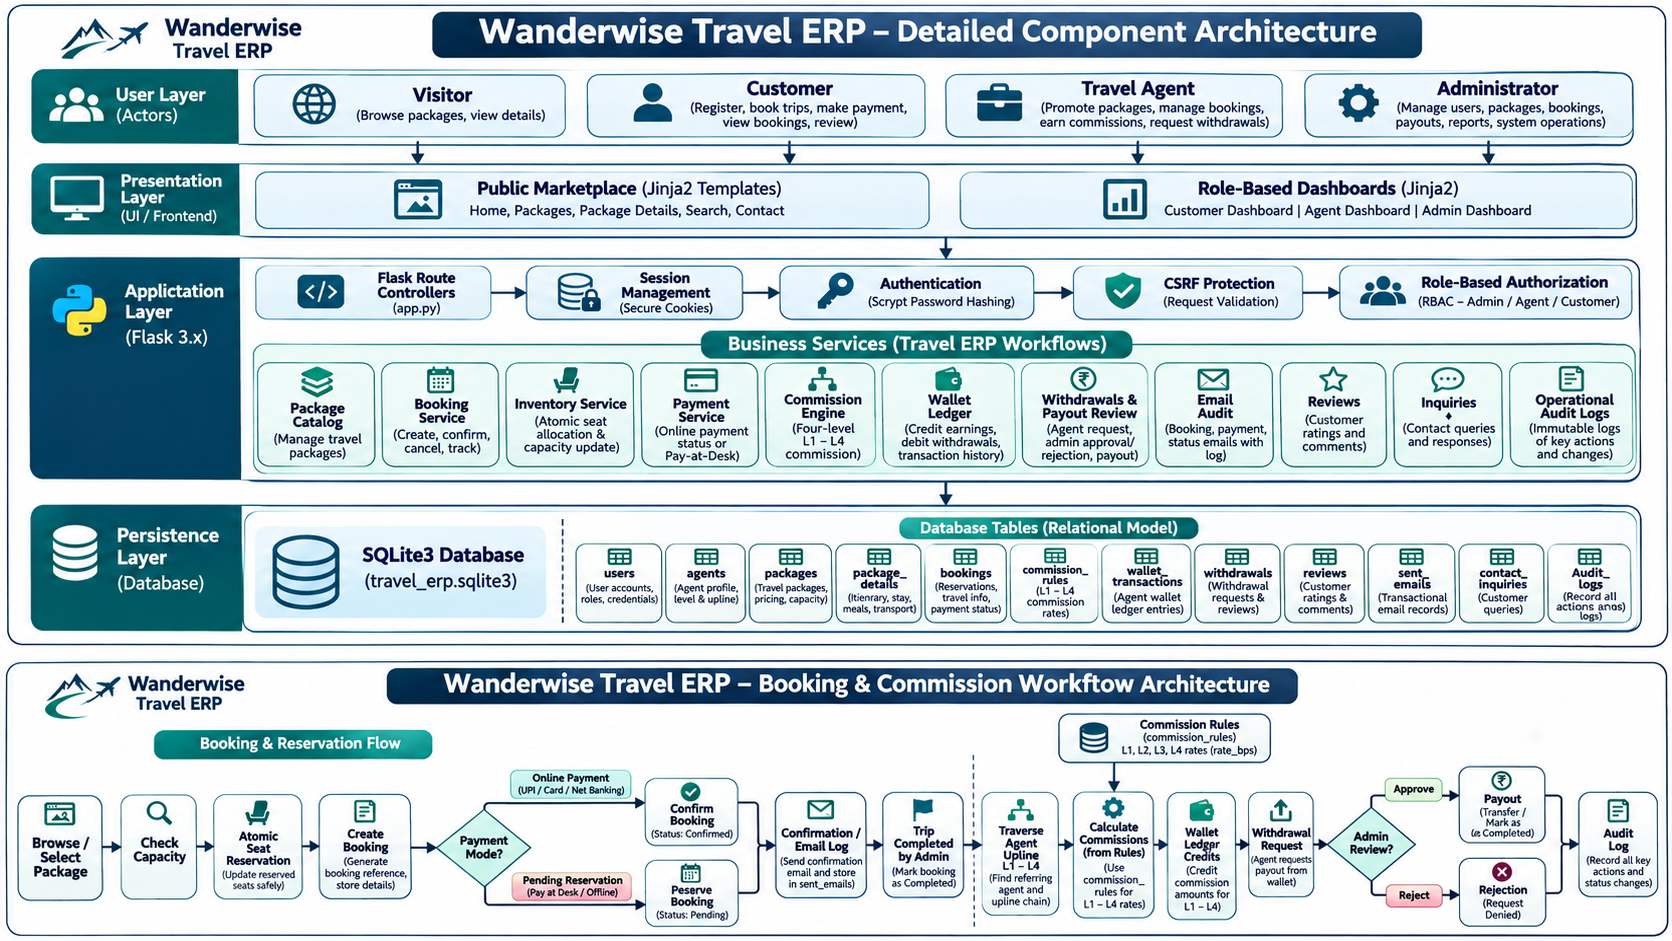 Wanderwise
Travel ERP
Wanderwise Travel ERP – Detailed Component Architecture
User Layer
(Actors)
Visitor
(Browse packages, view details)
Customer
(Register, book trips, make payment,
view bookings, review)
Travel Agent
(Promote packages, manage bookings,
earn commissions, request withdrawals)
Administrator
(Manage users, packages, bookings,
payouts, reports, system operations)
Presentation
Layer
(UI / Frontend)
Public Marketplace (Jinja2 Templates)
Home, Packages, Package Details, Search, Contact
Role-Based Dashboards (Jinja2)
Customer Dashboard | Agent Dashboard | Admin Dashboard
Applictation
Layer
(Flask 3.x)
</>
Flask Route
Controllers
(app.py)
Session
Management
(Secure Cookies)
Authentication
(Scrypt Password Hashing)
CSRF Protection
(Request Validation)
Role-Based Authorization
(RBAC – Admin / Agent / Customer)
Business Services (Travel ERP Workflows)
Package
Catalog
(Manage travel
packages)
Booking
Service
(Create, confirm,
cancel, track)
Inventory Service
(Atomic seat
allocation &
capacity update)
Payment
Service
(Online payment
status or
Pay-at-Desk)
Commission
Engine
(Four-level
L1 – L4
commission)
Wallet
Ledger
(Credit earnings,
debit withdrawals,
transaction history)
₹
Withdrawals &
Payout Review
(Agent request,
admin approval/
rejection, payout)
Email
Audit
(Booking, payment,
status emails with
log)
Reviews
(Customer
ratings and
comments)
Inquiries
(Contact queries
and responses)
Operational
Audit Logs
(Immutable logs
of key actions
and changes)
Persistence
Layer
(Database)
SQLite3 Database
(travel_erp.sqlite3)
Database Tables (Relational Model)
users
(User accounts,
roles, credentials)
agents
(Agent profile,
level & upline)
packages
(Travel packages,
pricing, capacity)
package_
details
(Itienrary, stay,
meals, transport)
bookings
(Reservations,
travel info,
payment status)
commission_
rules
(L1 – L4
commission
rates)
wallet_
transactions
(Agent wallet
ledger entries)
withdrawals
(Withdrawal
requests &
reviews)
reviews
(Customer
ratings &
comments)
sent_
emails
(Transactional
email records)
contact_
inquiries
(Customer
queries)
Audit_
logs
(Record all
actions
logs)
Wanderwise
Travel ERP
Wanderwise Travel ERP – Booking & Commission Workftow Architecture
Booking & Reservation Flow
Browse /
Select
Package
Check
Capacity
Atomic
Seat
Reservation
(Update reserved
seats safely)
Create
Booking
(Generate
booking reference,
store details)
Payment
Mode?
Online Payment
(UPI / Card / Net Banking)
Pending Reservation
(Pay at Desk / Offline)
Confirm
Booking
(Status: Confirmed)
Peserve
Booking
(Status: Pending)
Confirmation /
Email Log
(Send confirmation
email and store
in sent_emails)
Trip
Completed
by Admin
(Mark booking
as Completed)
Commission Rules
(commission_rules)
L1, L2, L3, L4 rates (rate_bps)
Traverse
Agent
Upline
L1 – L4
(Find referring
agent and
upline chain)
Calculate
Commissions
(from Rules)
(Use
commission_
rules for
L1 – L4 rates)
Wallet
Ledger
Credits
(Credit
commission
amounts for
L1 – L4)
Withdrawal
Request
(Agent requests
payout from
wallet)
Admin
Review?
Approve
Reject
₹
Payout
(Transfer /
Mark as
Completed)
Rejection
(Request
Denied)
Audit
Log
(Record all key
actions and
status changes)